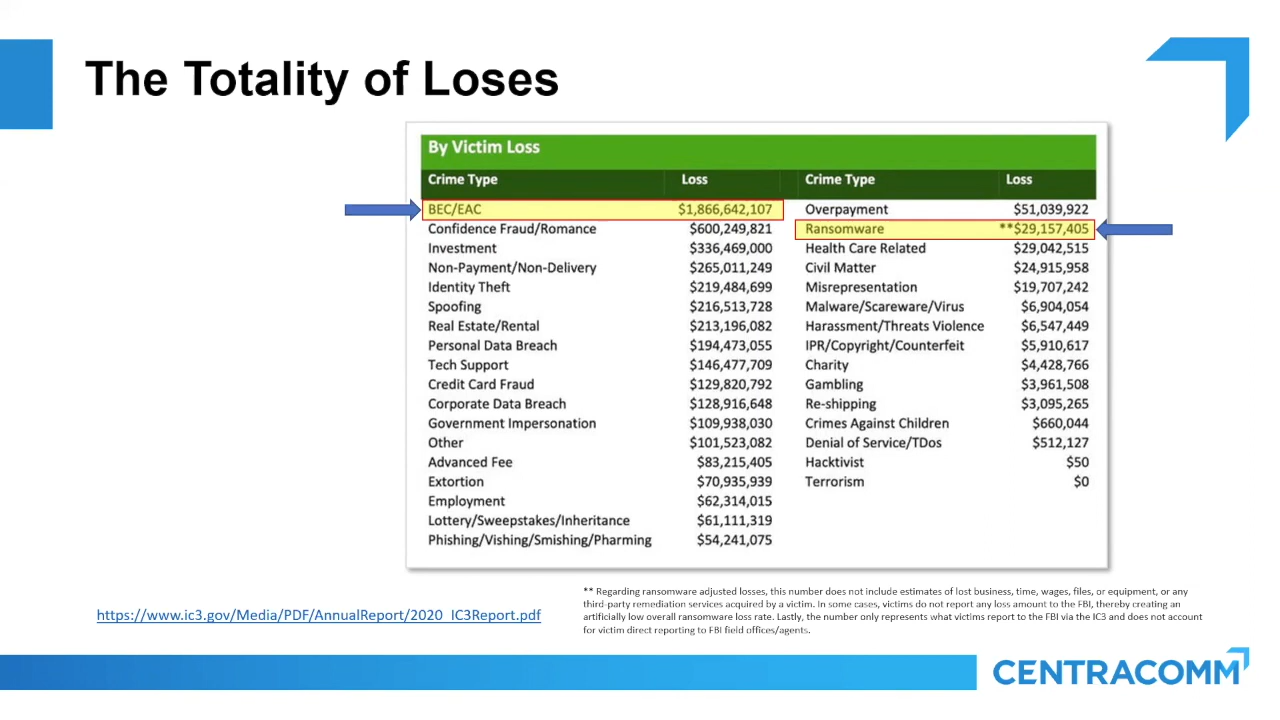 The Totality of Loses
By Victim Loss
Crime Type Loss Crime Type Loss
BEC/EAC $1,866,642,107 Overpayment $51,039,922
Confidence Fraud/Romance $600,249,821 Ransomware **$29,157,405
Investment $336,469,000 Health Care Related $29,042,515
Non-Payment/Non-Delivery $265,011,249 Civil Matter $24,915,958
Identity Theft $219,484,699 Misrepresentation $19,707,242
Spoofing $216,513,728 Malware/Scareware/Virus $6,904,054
Real Estate/Rental $213,196,082 Harassment/Threats Violence $6,547,449
Personal Data Breach $194,473,055 IPR/Copyright/Counterfeit $5,910,617
Tech Support $146,477,709 Charity $4,428,766
Credit Card Fraud $129,820,792 Gambling $3,961,508
Corporate Data Breach $128,916,648 Re-shipping $3,095,265
Government Impersonation $109,938,030 Crimes Against Children $660,044
Other $101,523,082 Denial of Service/TDos $512,127
Advanced Fee $83,215,405 Hacktivist $50
Extortion $70,935,939 Terrorism $0
Employment $62,314,015
Lottery/Sweepstakes/Inheritance $61,111,319
Phishing/Vishing/Smishing/Pharming $54,241,075
https://www.ic3.gov/Media/PDF/AnnualReport/2020_IC3Report.pdf
** Regarding ransomware adjusted losses, this number does not include estimates of lost business, time, wages, files, or equipment, or any
third-party remediation services acquired by a victim. In some cases, victims do not report any loss amount to the FBI, thereby creating an
artificially low overall ransomware loss rate. Lastly, the number only represents what victims report to the FBI via the IC3 and does not account
for victim direct reporting to FBI field offices/agents.
CENTRACOMM